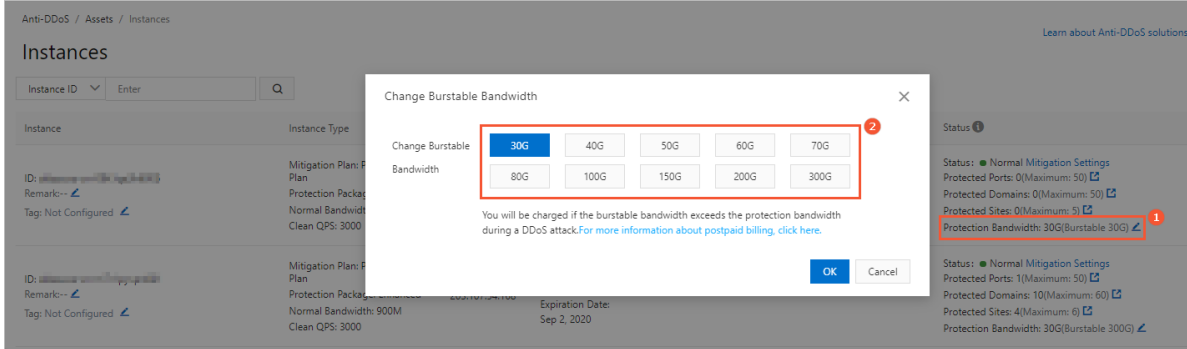 Anti-DDoS / Assets / Instances
Learn about Anti-DDoS solutions
Instances
Instance ID Enter
Change Burstable Bandwidth
Instance
Instance Type
Status
Change Burstable Bandwidth
30G 40G 50G 60G 70G
80G 100G 150G 200G 300G
2
You will be charged if the burstable bandwidth exceeds the protection bandwidth
during a DDoS attack.For more information about postpaid billing, click here.
OK Cancel
ID:
Remark:--
Tag: Not Configured
Mitigation Plan:
Plan
Protection
Normal
Clean QPS: 3000
Status: Normal Mitigation Settings
Protected Ports: 0(Maximum: 50)
Protected Domains: 0(Maximum: 50)
Protected Sites: 0(Maximum: 5)
Protection Bandwidth: 30G(Burstable 30G)
1
ID:
Remark:--
Tag: Not Configured
Mitigation Plan:
Plan
Protection
Normal Bandwidth: 900M
Clean QPS: 3000
Expiration Date:
Sep 2, 2020
Status: Normal Mitigation Settings
Protected Ports: 1(Maximum: 50)
Protected Domains: 10(Maximum: 60)
Protected Sites: 4(Maximum: 6)
Protection Bandwidth: 30G(Burstable 300G)